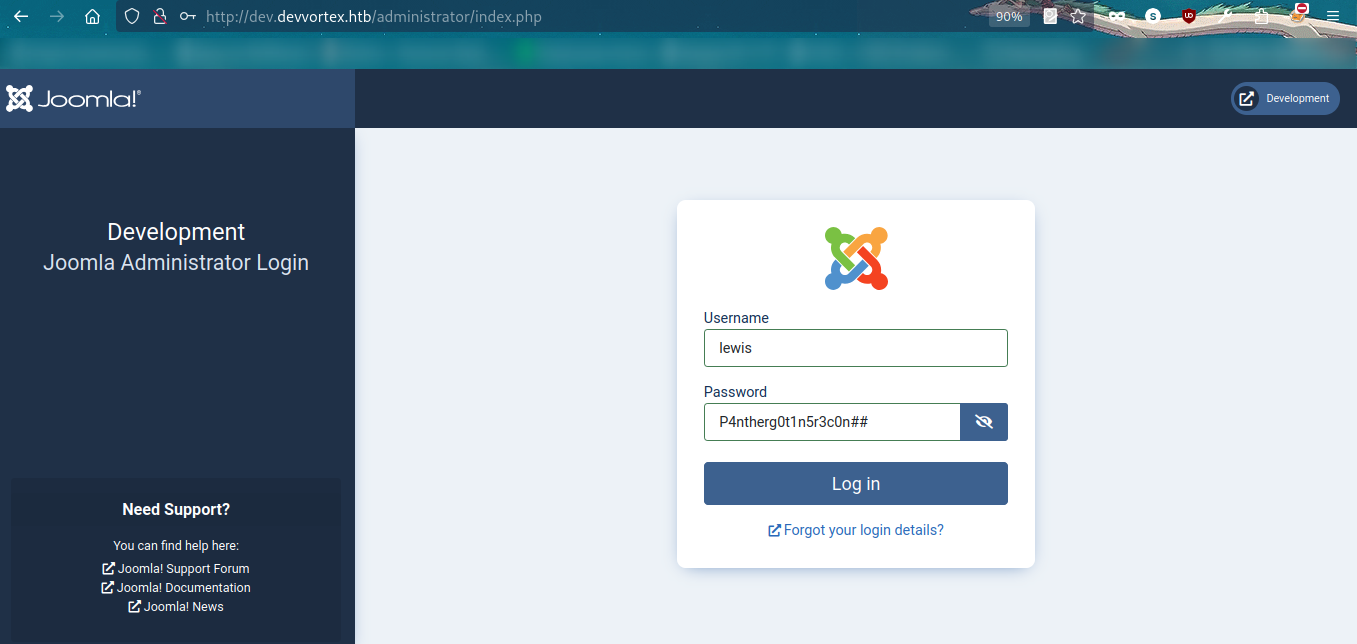 http://dev.devvortex.htb/administrator/index.php
90%
S
Joomla!®
Development
Development
Joomla Administrator Login
Username
lewis
Password
P4ntherg0t1n5r3c0n##
Log in
Forgot your login details?
Need Support?
You can find help here:
Joomla! Support Forum
Joomla! Documentation
Joomla! News